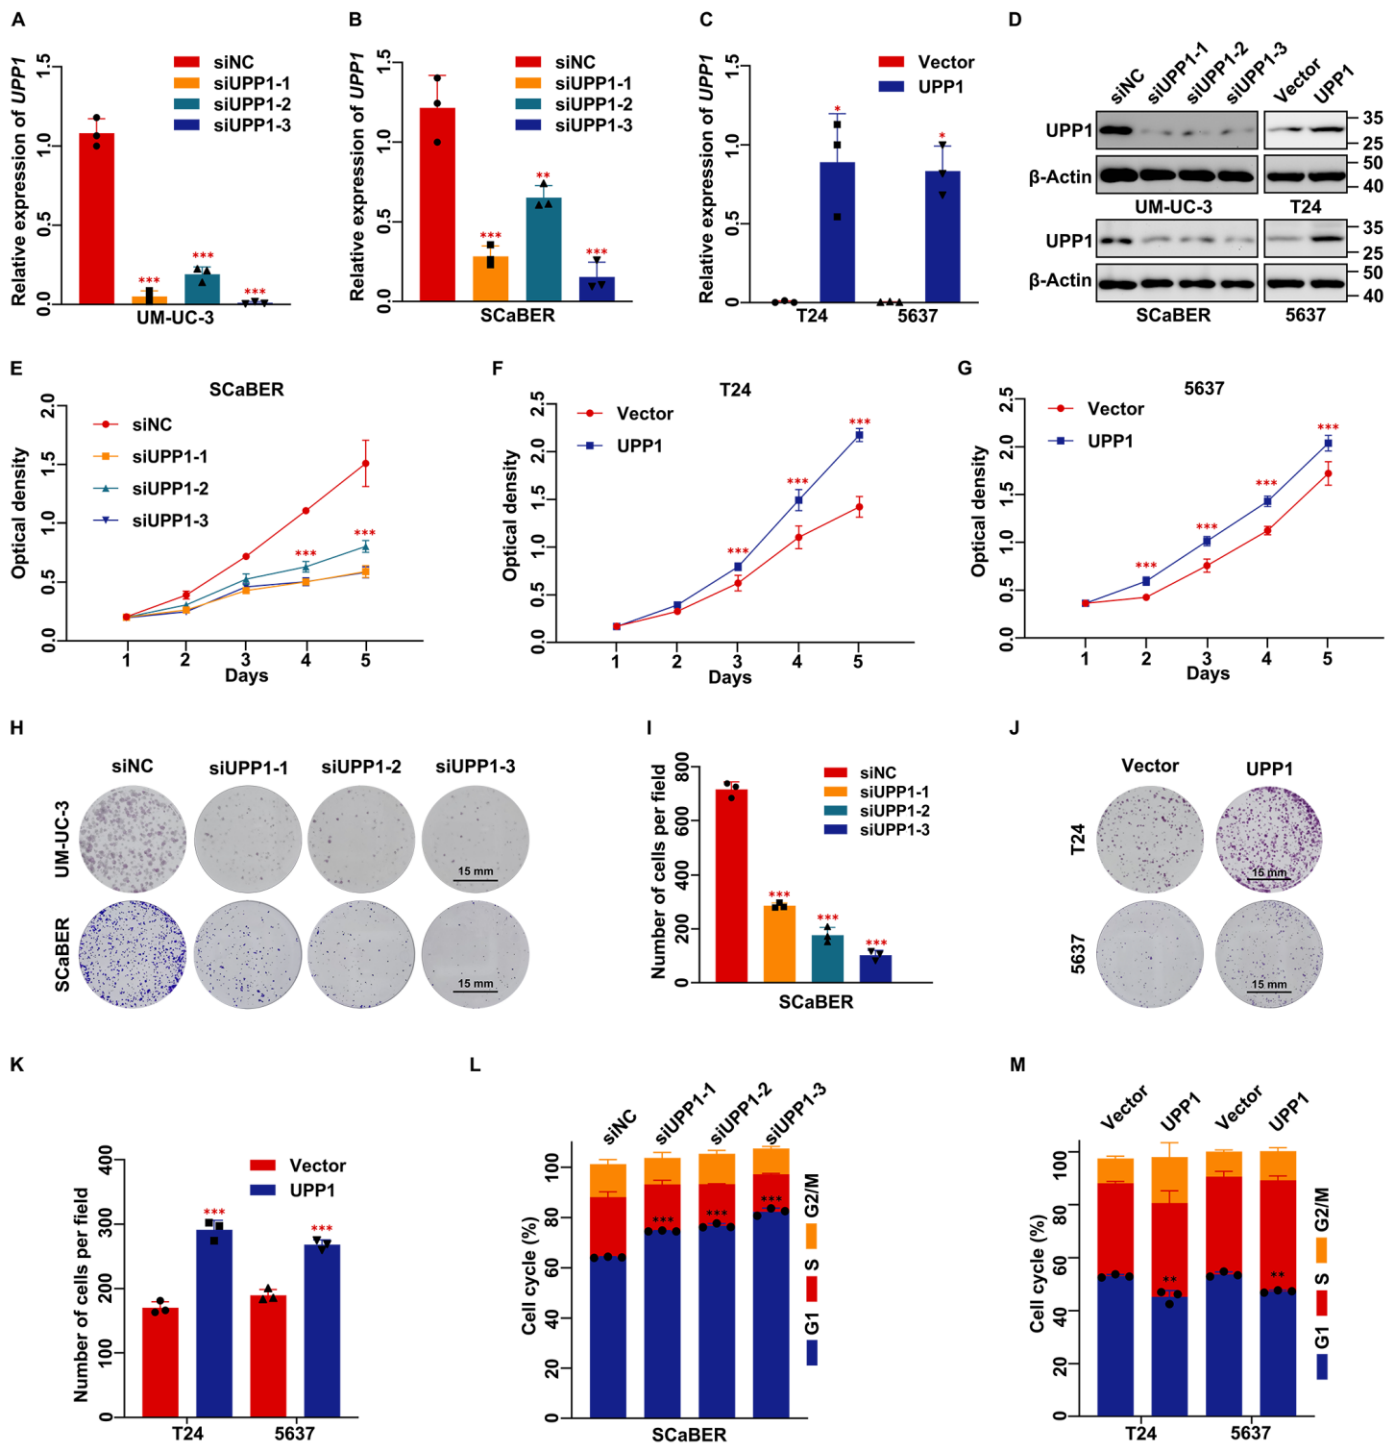 A
Relative expression of UPP1
1.5
1.0
0.5
0.0
siNC
siUPP1-1
siUPP1-2
siUPP1-3
***
***
***
UM-UC-3
B
Relative expression of UPP1
1.5
1.0
0.5
0.0
siNC
siUPP1-1
siUPP1-2
siUPP1-3
***
**
***
SCaBER
C
Relative expression of UPP1
1.5
1.0
0.5
0
Vector
UPP1
*
*
T24
5637
D
siNC
siUPP1-1
siUPP1-2
siUPP1-3
Vector
UPP1
UPP1
35
25
β-Actin
50
40
UM-UC-3
T24
UPP1
35
25
β-Actin
50
40
SCaBER
5637
E
SCaBER
Optical density
2.0
1.5
1.0
0.5
0.0
siNC
siUPP1-1
siUPP1-2
siUPP1-3
***
***
1 2 3 4 5
Days
F
T24
Optical density
2.5
2.0
1.5
1.0
0.5
0.0
Vector
UPP1
***
***
***
1 2 3 4 5
Days
G
5637
Optical density
2.5
2.0
1.5
1.0
0.5
0.0
Vector
UPP1
***
***
***
***
1 2 3 4 5
Days
H
siNC
siUPP1-1
siUPP1-2
siUPP1-3
UM-UC-3
15 mm
SCaBER
15 mm
I
Number of cells per field
800
600
400
200
0
siNC
siUPP1-1
siUPP1-2
siUPP1-3
***
***
***
SCaBER
J
Vector
UPP1
T24
15 mm
5637
15 mm
K
Number of cells per field
400
300
200
100
0
Vector
UPP1
***
***
T24
5637
L
siNC
siUPP1-1
siUPP1-2
siUPP1-3
Cell cycle (%)
100
80
60
40
20
0
***
***
***
G1 S G2/M
SCaBER
M
Vector
UPP1
Vector
UPP1
Cell cycle (%)
100
80
60
40
20
0
**
**
G1 S G2/M
T24
5637